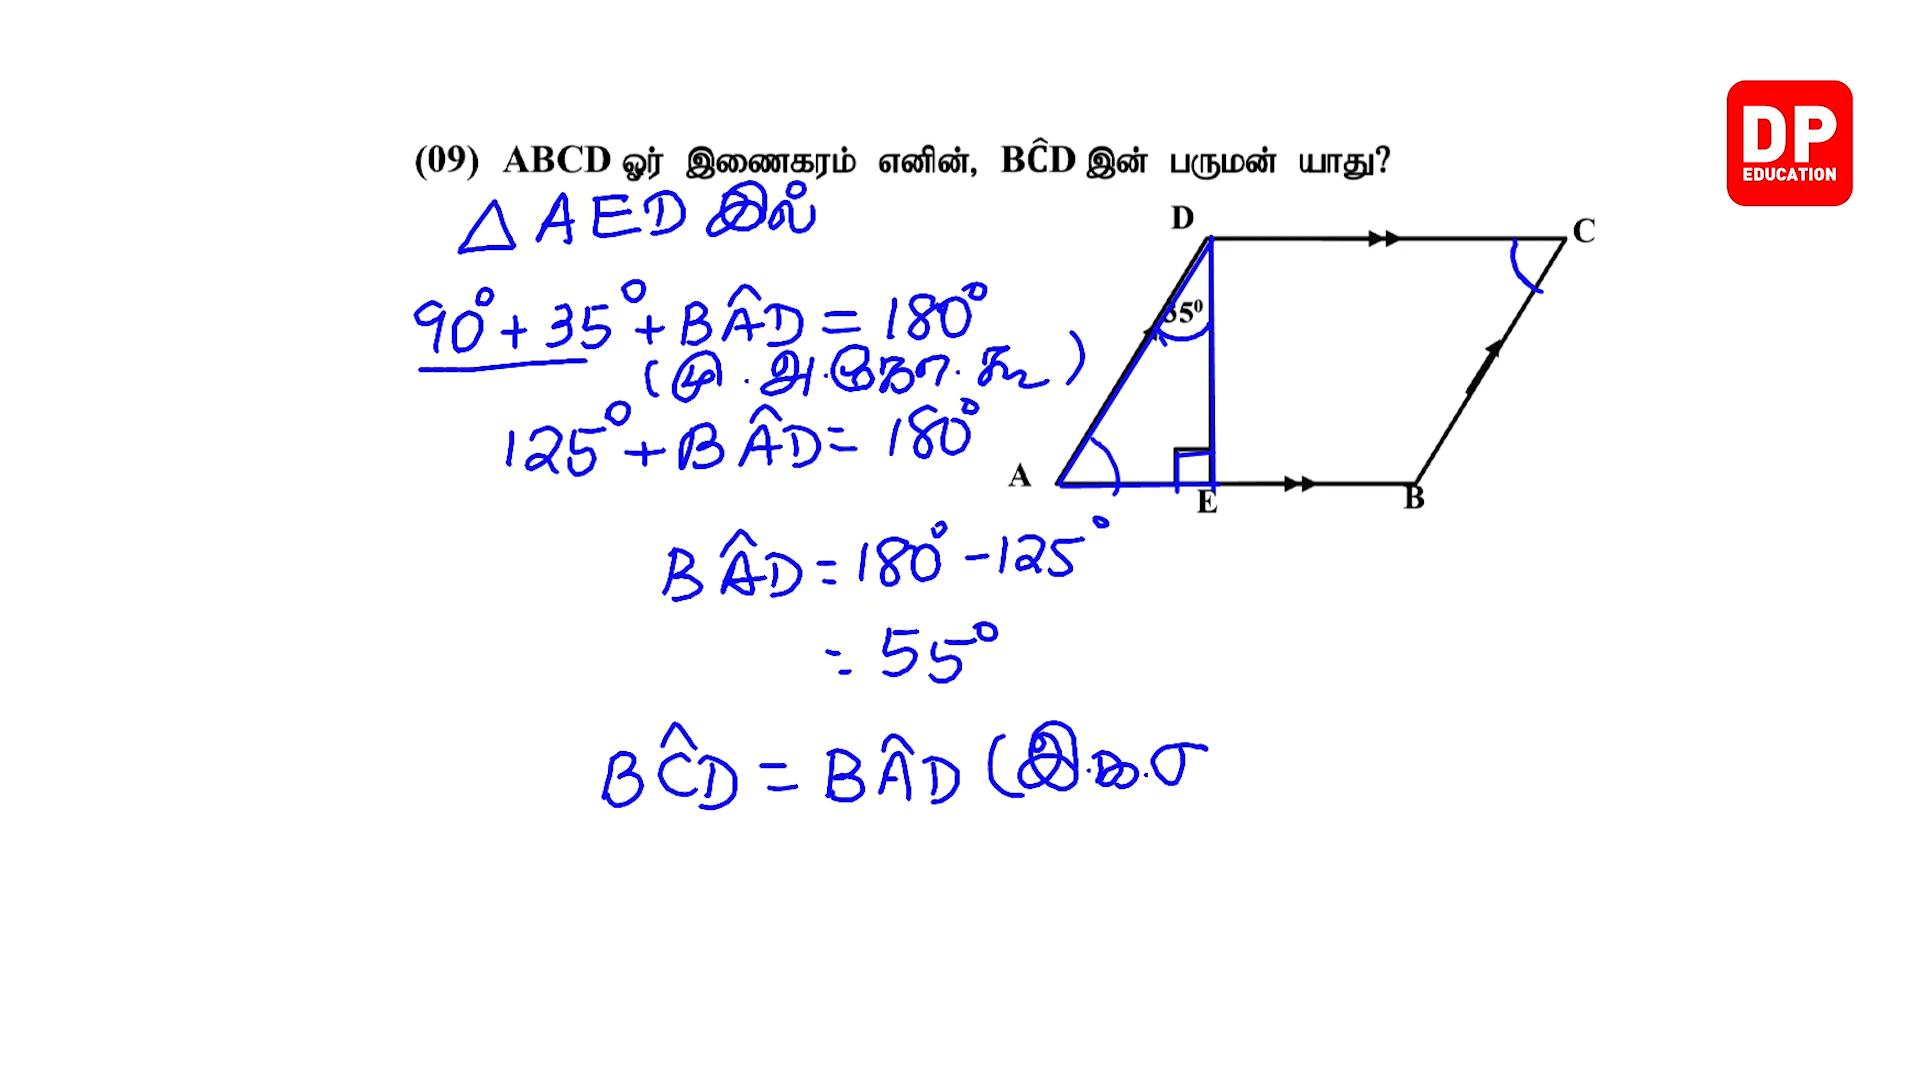 (09) ABCD ஓர் இணைகரம் எனின், BĈD இன் பருமன் யாது?
DP
EDUCATION
△ AED இல்
D
C
90° + 35° + BÂD = 180°
35⁰
(மு.அ.கோ.கூ)
125° + BÂD = 180°
A
E
B
BÂD = 180° - 125°
= 55°
BĈD = BÂD (இ.க.எ